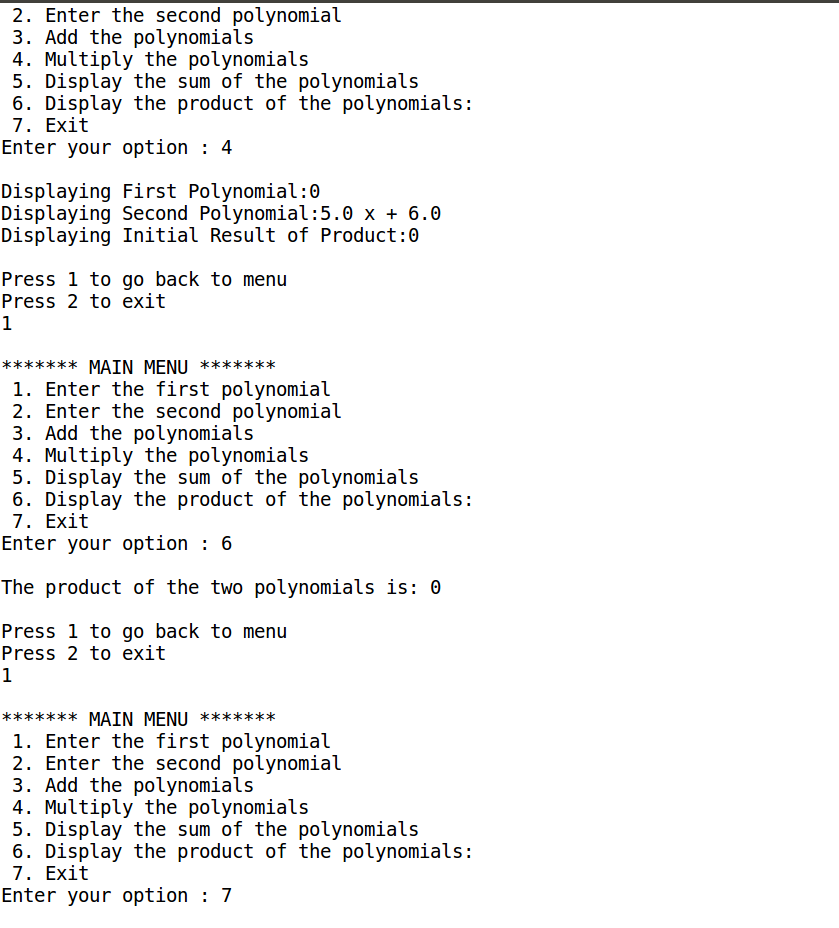 2. Enter the second polynomial
3. Add the polynomials
4. Multiply the polynomials
5. Display the sum of the polynomials
6. Display the product of the polynomials:
7. Exit
Enter your option : 4
Displaying First Polynomial:0
Displaying Second Polynomial:5.0 x + 6.0
Displaying Initial Result of Product:0
Press 1 to go back to menu
Press 2 to exit
1
******* MAIN MENU *******
1. Enter the first polynomial
2. Enter the second polynomial
3. Add the polynomials
4. Multiply the polynomials
5. Display the sum of the polynomials
6. Display the product of the polynomials:
7. Exit
Enter your option : 6
The product of the two polynomials is: 0
Press 1 to go back to menu
Press 2 to exit
1
******* MAIN MENU *******
1. Enter the first polynomial
2. Enter the second polynomial
3. Add the polynomials
4. Multiply the polynomials
5. Display the sum of the polynomials
6. Display the product of the polynomials:
7. Exit
Enter your option : 7